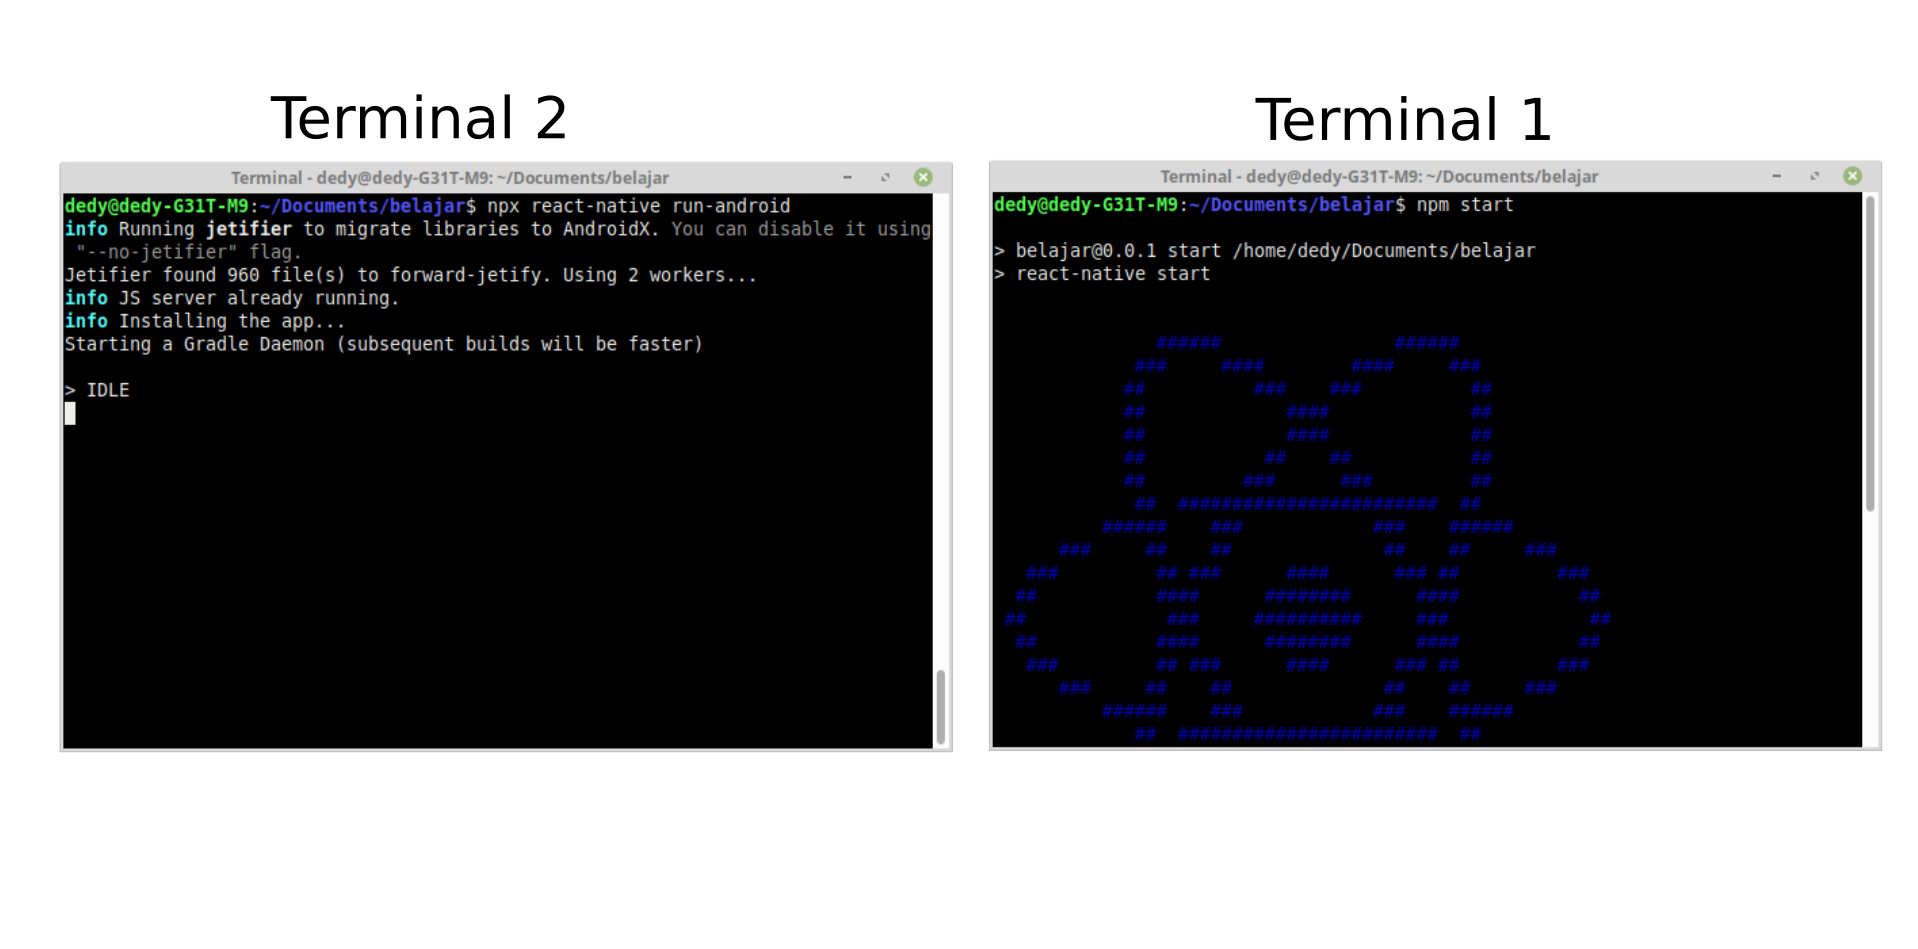 Terminal 2
Terminal - dedy@dedy-G31T-M9: ~/Documents/belajar
dedy@dedy-G31T-M9:~/Documents/belajar$ npx react-native run-android
info Running jetifier to migrate libraries to AndroidX. You can disable it using
 "--no-jetifier" flag.
Jetifier found 960 file(s) to forward-jetify. Using 2 workers...
info JS server already running.
info Installing the app...
Starting a Gradle Daemon (subsequent builds will be faster)
> IDLE
Terminal 1
Terminal - dedy@dedy-G31T-M9: ~/Documents/belajar
dedy@dedy-G31T-M9:~/Documents/belajar$ npm start
> belajar@0.0.1 start /home/dedy/Documents/belajar
> react-native start
               ######                ######
             ###     ####        ####     ###
            ##          ###    ###          ##
            ##             ####             ##
            ##             ####             ##
            ##           ##    ##           ##
            ##         ###      ###         ##
             ##  ########################  ##
          ######    ###            ###    ######
      ###     ##    ##              ##    ##     ###
   ###         ## ###      ####      ### ##         ###
  ##           ####      ########      ####           ##
 ##             ###     ##########     ###             ##
  ##           ####      ########      ####           ##
   ###         ## ###      ####      ### ##         ###
      ###     ##    ##              ##    ##     ###
          ######    ###            ###    ######
             ##  ########################  ##